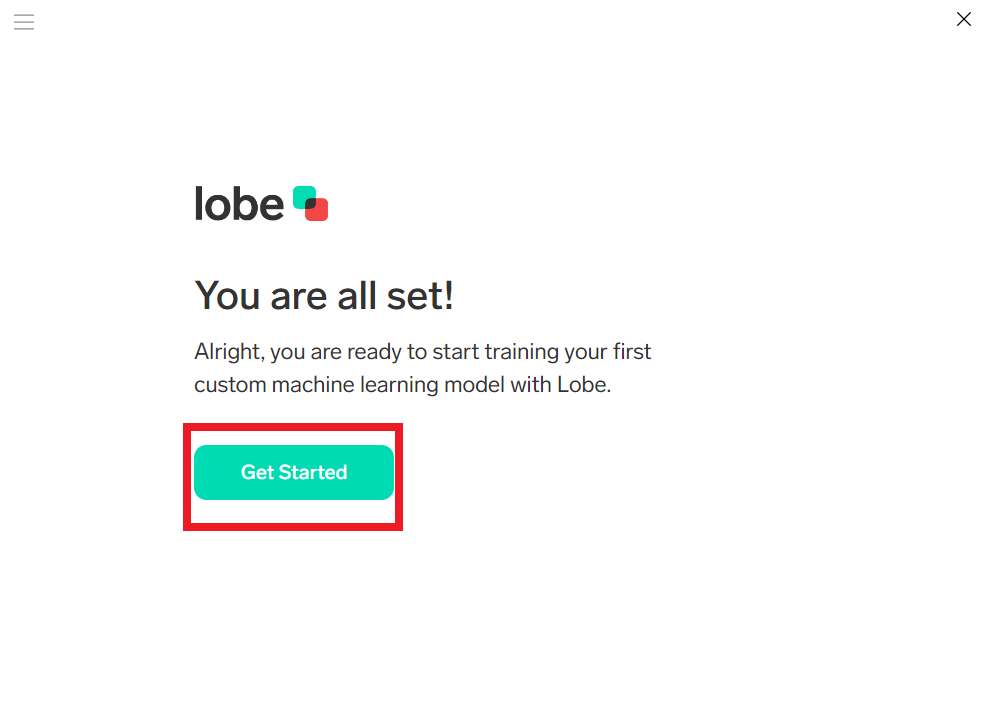 lobe
You are all set!
Alright, you are ready to start training your first
custom machine learning model with Lobe.
Get Started